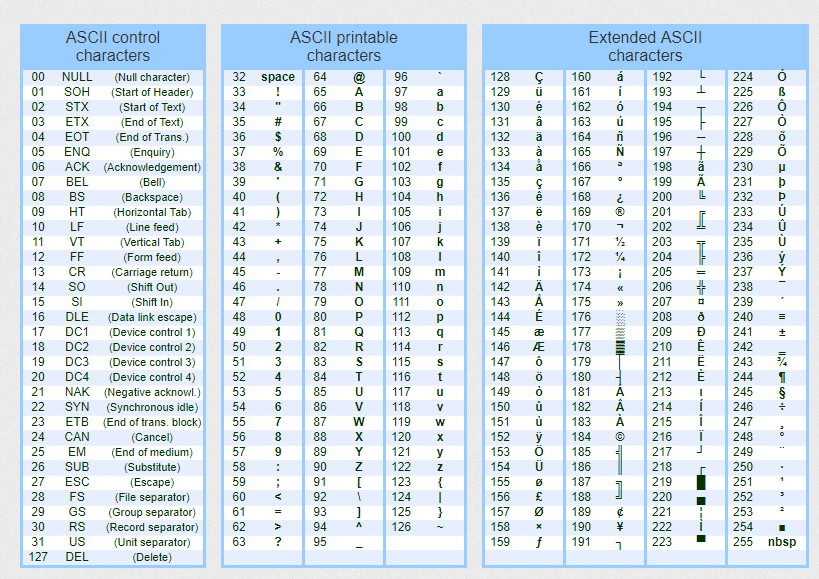 ASCII control characters
ASCII printable characters
Extended ASCII characters
00 NULL (Null character) 32 space 64 @ 96 ` 128 Ç 160 á 192 └ 224 Ó
01 SOH (Start of Header) 33 ! 65 A 97 a 129 ü 161 í 193 ┴ 225 ß
02 STX (Start of Text) 34 " 66 B 98 b 130 é 162 ó 194 ┬ 226 Ô
03 ETX (End of Text) 35 # 67 C 99 c 131 â 163 ú 195 ├ 227 Ò
04 EOT (End of Trans.) 36 $ 68 D 100 d 132 ä 164 ñ 196 ─ 228 õ
05 ENQ (Enquiry) 37 % 69 E 101 e 133 à 165 Ñ 197 ┼ 229 Õ
06 ACK (Acknowledgement) 38 & 70 F 102 f 134 å 166 ª 198 ã 230 µ
07 BEL (Bell) 39 ' 71 G 103 g 135 ç 167 º 199 Ã 231 þ
08 BS (Backspace) 40 ( 72 H 104 h 136 ê 168 ¿ 200 ╚ 232 Þ
09 HT (Horizontal Tab) 41 ) 73 I 105 i 137 ë 169 ® 201 ╔ 233 Ú
10 LF (Line feed) 42 * 74 J 106 j 138 è 170 ¬ 202 ╩ 234 Û
11 VT (Vertical Tab) 43 + 75 K 107 k 139 ï 171 ½ 203 ╦ 235 Ù
12 FF (Form feed) 44 , 76 L 108 l 140 î 172 ¼ 204 ╠ 236 ý
13 CR (Carriage return) 45 - 77 M 109 m 141 ì 173 ¡ 205 ═ 237 Ý
14 SO (Shift Out) 46 . 78 N 110 n 142 Ä 174 « 206 ╬ 238 ¯
15 SI (Shift In) 47 / 79 O 111 o 143 Å 175 » 207 ¤ 239 ´
16 DLE (Data link escape) 48 0 80 P 112 p 144 É 176 ░ 208 ð 240 ≡
17 DC1 (Device control 1) 49 1 81 Q 113 q 145 æ 177 ▒ 209 Ð 241 ±
18 DC2 (Device control 2) 50 2 82 R 114 r 146 Æ 178 ▓ 210 Ê 242 ‗
19 DC3 (Device control 3) 51 3 83 S 115 s 147 ô 179 │ 211 Ë 243 ¾
20 DC4 (Device control 4) 52 4 84 T 116 t 148 ö 180 ┤ 212 È 244 ¶
21 NAK (Negative acknowl.) 53 5 85 U 117 u 149 ò 181 Á 213 ı 245 §
22 SYN (Synchronous idle) 54 6 86 V 118 v 150 û 182 Â 214 Í 246 ÷
23 ETB (End of trans. block) 55 7 87 W 119 w 151 ù 183 À 215 Î 247 ¸
24 CAN (Cancel) 56 8 88 X 120 x 152 ÿ 184 © 216 Ï 248 °
25 EM (End of medium) 57 9 89 Y 121 y 153 Ö 185 ╣ 217 ┘ 249 ¨
26 SUB (Substitute) 58 : 90 Z 122 z 154 Ü 186 ║ 218 ┌ 250 ·
27 ESC (Escape) 59 ; 91 [ 123 { 155 ø 187 ╗ 219 █ 251 ¹
28 FS (File separator) 60 < 92 \ 124 | 156 £ 188 ╝ 220 ▄ 252 ³
29 GS (Group separator) 61 = 93 ] 125 } 157 Ø 189 ¢ 221 ¦ 253 ²
30 RS (Record separator) 62 > 94 ^ 126 ~ 158 × 190 ¥ 222 Ì 254 ■
31 US (Unit separator) 63 ? 95 _ 159 ƒ 191 ┐ 223 ▀ 255 nbsp
127 DEL (Delete)